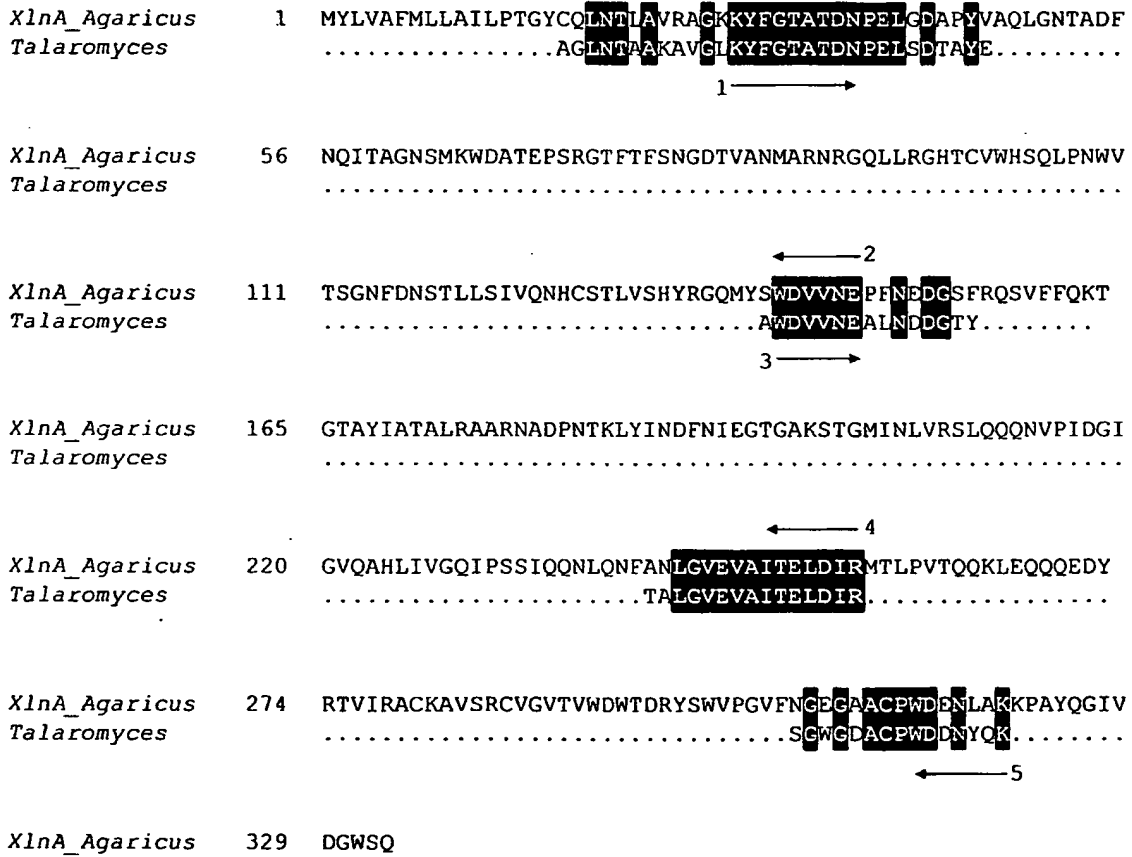 XlnA_Agaricus 1 MYLVAFMLLAILPTGYCQLNTLAVRAGKKYFGTATDNPELGDAPYVAQLGNTADF
Talaromyces ................AGLNTAAKAVGLKYFGTATDNPELSDTAYE.........
1
XlnA_Agaricus 56 NQITAGNSMKWDATEPSRGTFTFSNGDTVANMARNRGQLLRGHTCVWHSQLPNWV
Talaromyces .......................................................
2
XlnA_Agaricus 111 TSGNFDNSTLLSIVQNHCSTLVSHYRGQMYSWDVVNEPFNEDGSFRQSVFFQKT
Talaromyces ..............................AWDVVNEALNDDGTY........
3
XlnA_Agaricus 165 GTAYIATALRAARNADPNTKLYINDFNIEGTGAKSTGMINLVRSLQQQNVPIDGI
Talaromyces .......................................................
4
XlnA_Agaricus 220 GVQAHLIVGQIPSSIQQNLQNFANLGVEVAITELDIRMTLPVTQQKLEQQQEDY
Talaromyces ......................TALGVEVAITELDIR.................
XlnA_Agaricus 274 RTVIRACKAVSRCVGVTVWDWTDRYSWVPGVFNGEGAACPWDENLAKKPAYQGIV
Talaromyces ................................SGWGDACPWDDNYQK........
5
XlnA_Agaricus 329 DGWSQ